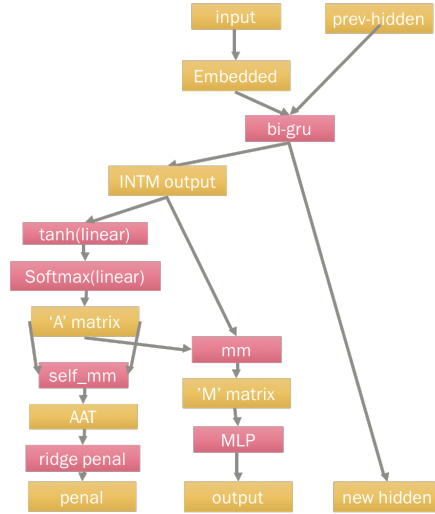 input
prev-hidden
Embedded
bi-gru
INTM output
tanh(linear)
Softmax(linear)
‘A’ matrix
mm
self_mm
’M’ matrix
AAT
MLP
ridge penal
penal
output
new hidden